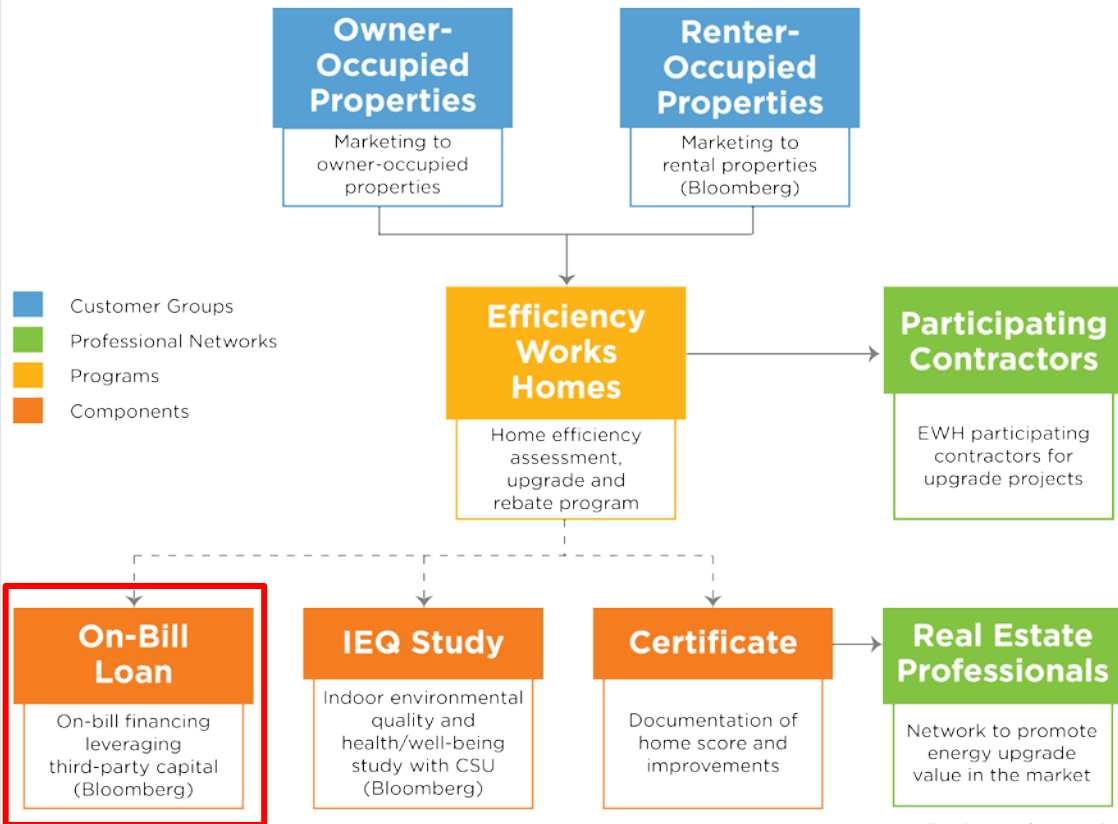 Owner-
Occupied
Properties
Marketing to
owner-occupied
properties
Renter-
Occupied
Properties
Marketing to
rental properties
(Bloomberg)
Customer Groups
Professional Networks
Programs
Components
Efficiency
Works
Homes
Home efficiency
assessment,
upgrade and
rebate program
Participating
Contractors
EWH participating
contractors for
upgrade projects
On-Bill
Loan
On-bill financing
leveraging
third-party capital
(Bloomberg)
IEQ Study
Indoor environmental
quality and
health/well-being
study with CSU
(Bloomberg)
Certificate
Documentation of
home score and
improvements
Real Estate
Professionals
Network to promote
energy upgrade
value in the market